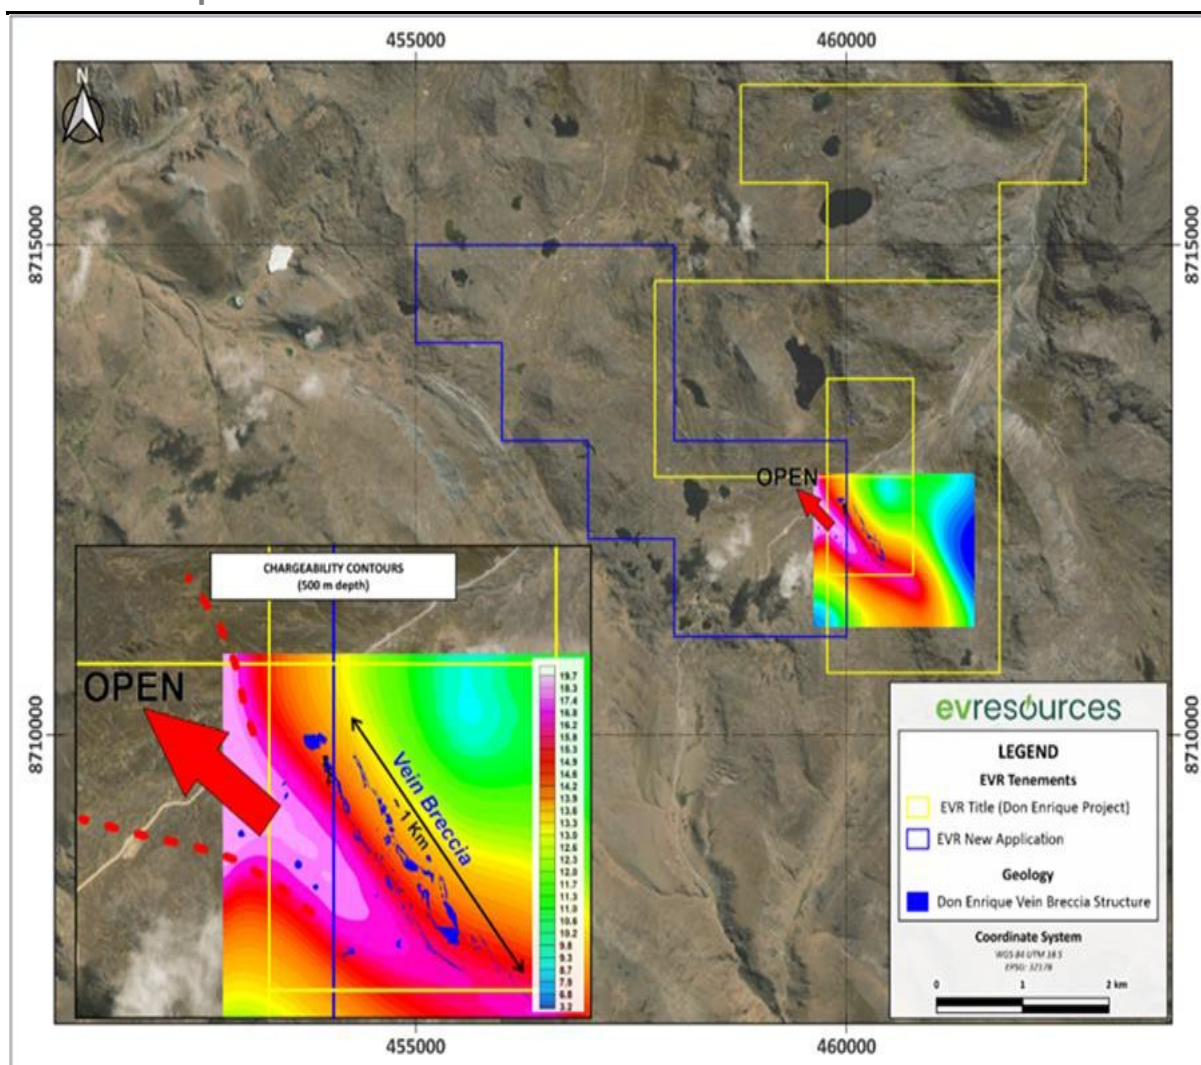 455000
460000
N
8715000
8715000
OPEN
CHARGEABILITY CONTOURS
(500 m depth)
OPEN
Vein Breccia
~ 1 Km
19.7
18.3
17.4
16.8
16.2
15.8
15.3
14.9
14.6
14.2
13.9
13.6
13.3
13.0
12.6
12.3
12.0
11.7
11.3
11.0
10.6
10.2
9.8
9.3
8.7
7.9
6.8
3.2
8710000
8710000
evresources
LEGEND
EVR Tenements
EVR Title (Don Enrique Project)
EVR New Application
Geology
Don Enrique Vein Breccia Structure
Coordinate System
WGS 84 UTM 18 S
0 1 2 km
455000
460000